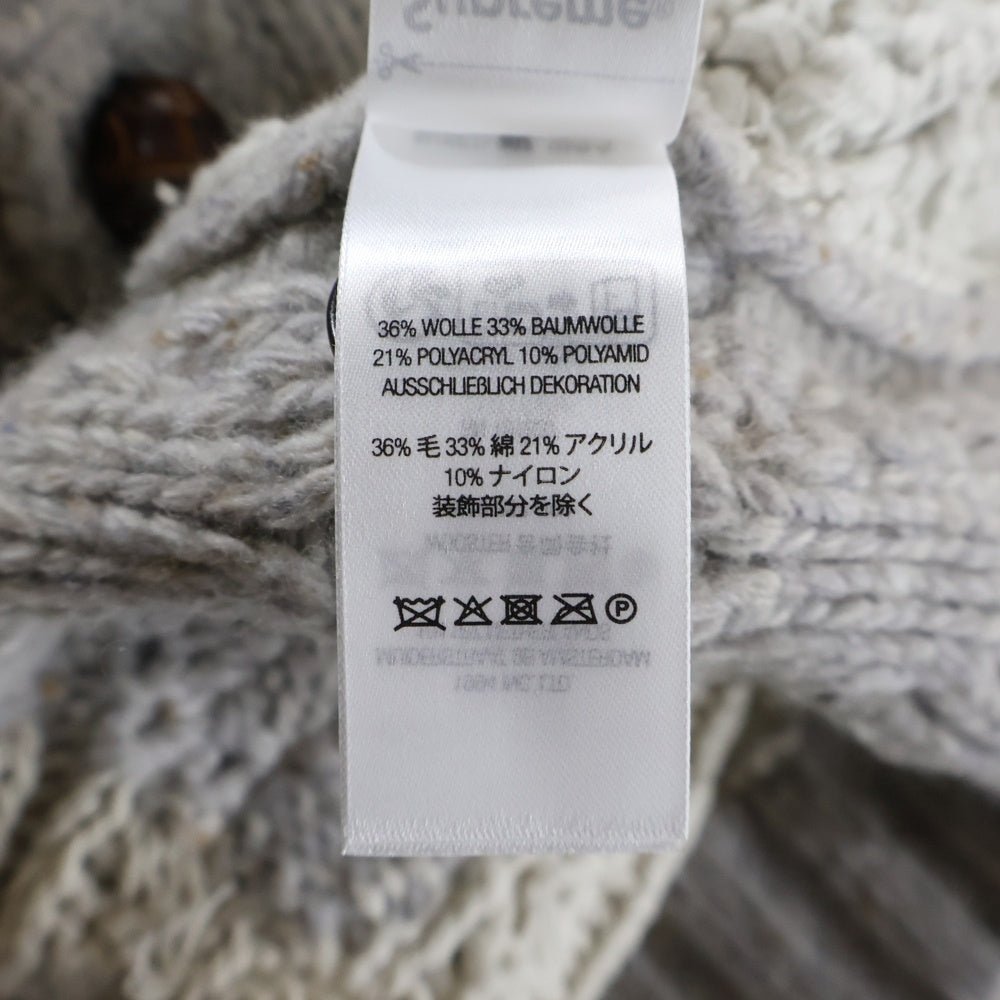 Supreme
36% WOLLE 33% BAUMWOLLE
21% POLYACRYL 10% POLYAMID
AUSSCHLIEßLICH DEKORATION
36% 毛 33% 綿 21% アクリル
10% ナイロン
装飾部分を除く
P